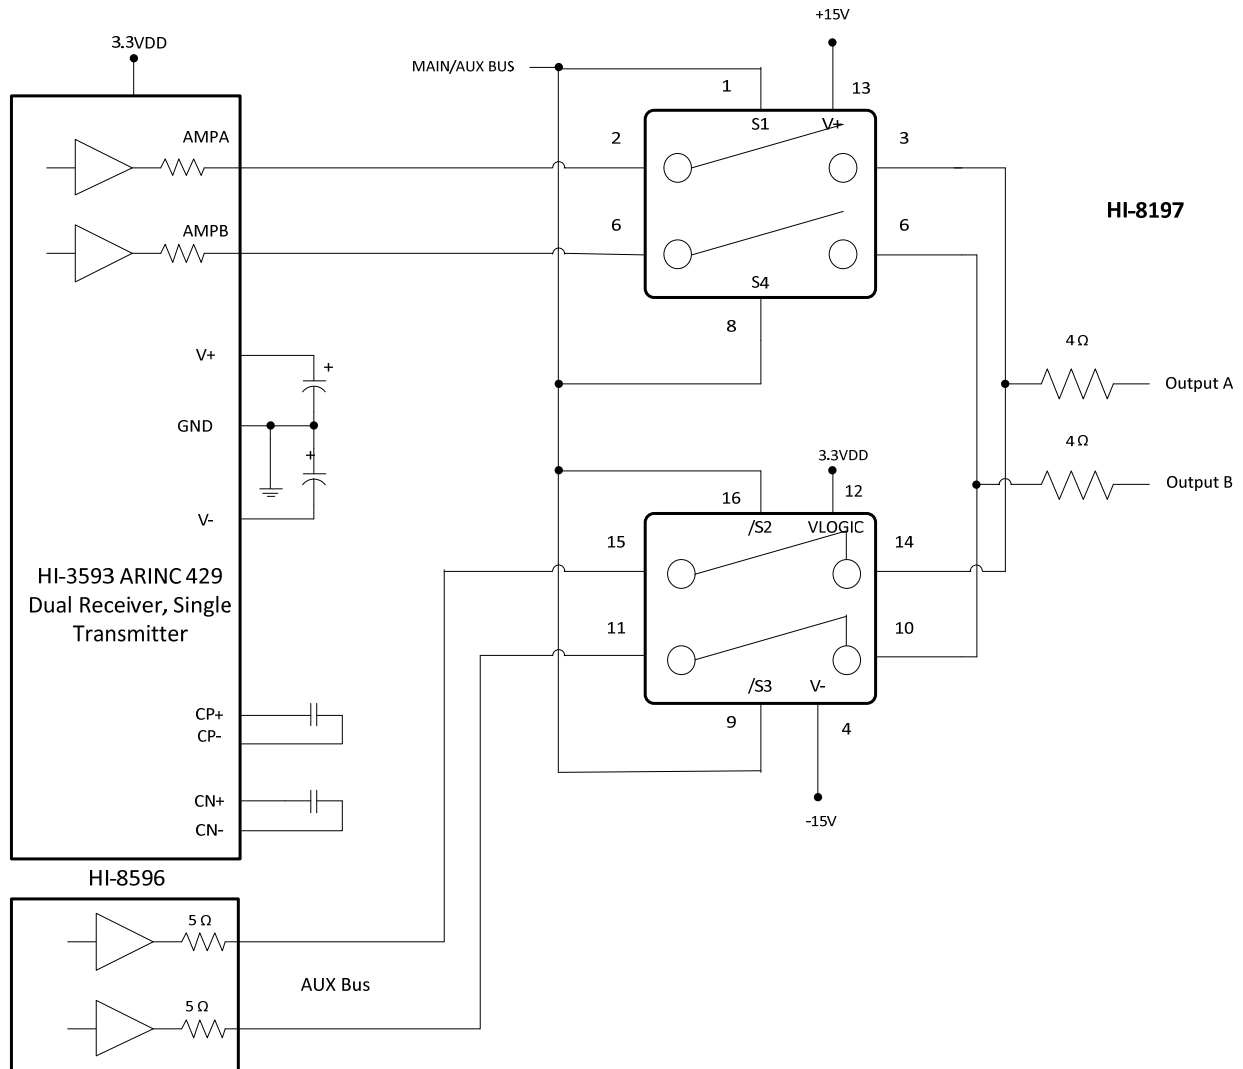 +15V
3.3VDD
MAIN/AUX BUS
1
13
S1
V+
AMPA
2
3
HI-8197
AMPB
6
6
S4
8
V+
+
4 Ω
Output A
GND
+
4 Ω
Output B
3.3VDD
16
12
V-
/S2
VLOGIC
15
14
HI-3593 ARINC 429
Dual Receiver, Single
Transmitter
11
10
/S3
V-
9
4
CP+
CP-
CN+
CN-
-15V
HI-8596
5 Ω
AUX Bus
5 Ω